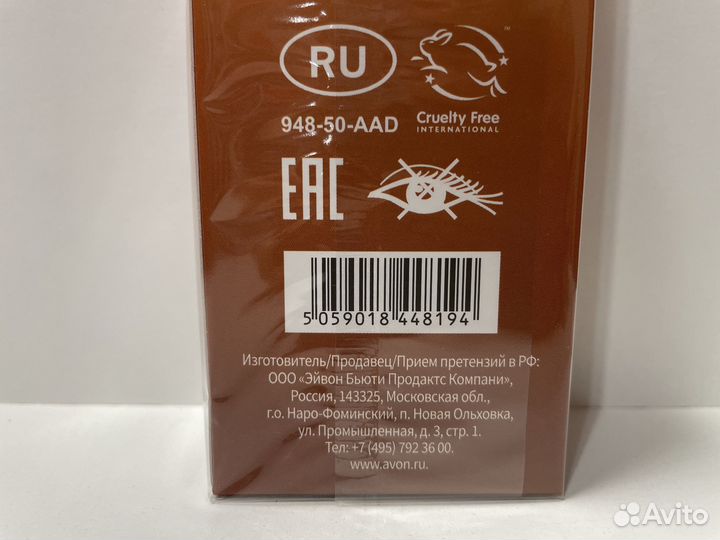 RU
™
948-50-AAD
Cruelty Free
INTERNATIONAL
EAC
5 059018 448194
Изготовитель/Продавец/Прием претензий в РФ:
ООО «Эйвон Бьюти Продактс Компани»,
Россия, 143325, Московская обл.,
г.о. Наро-Фоминский, п. Новая Ольховка,
ул. Промышленная, д. 3, стр. 1.
Тел: +7 (495) 792 36 00.
www.avon.ru.
Avito